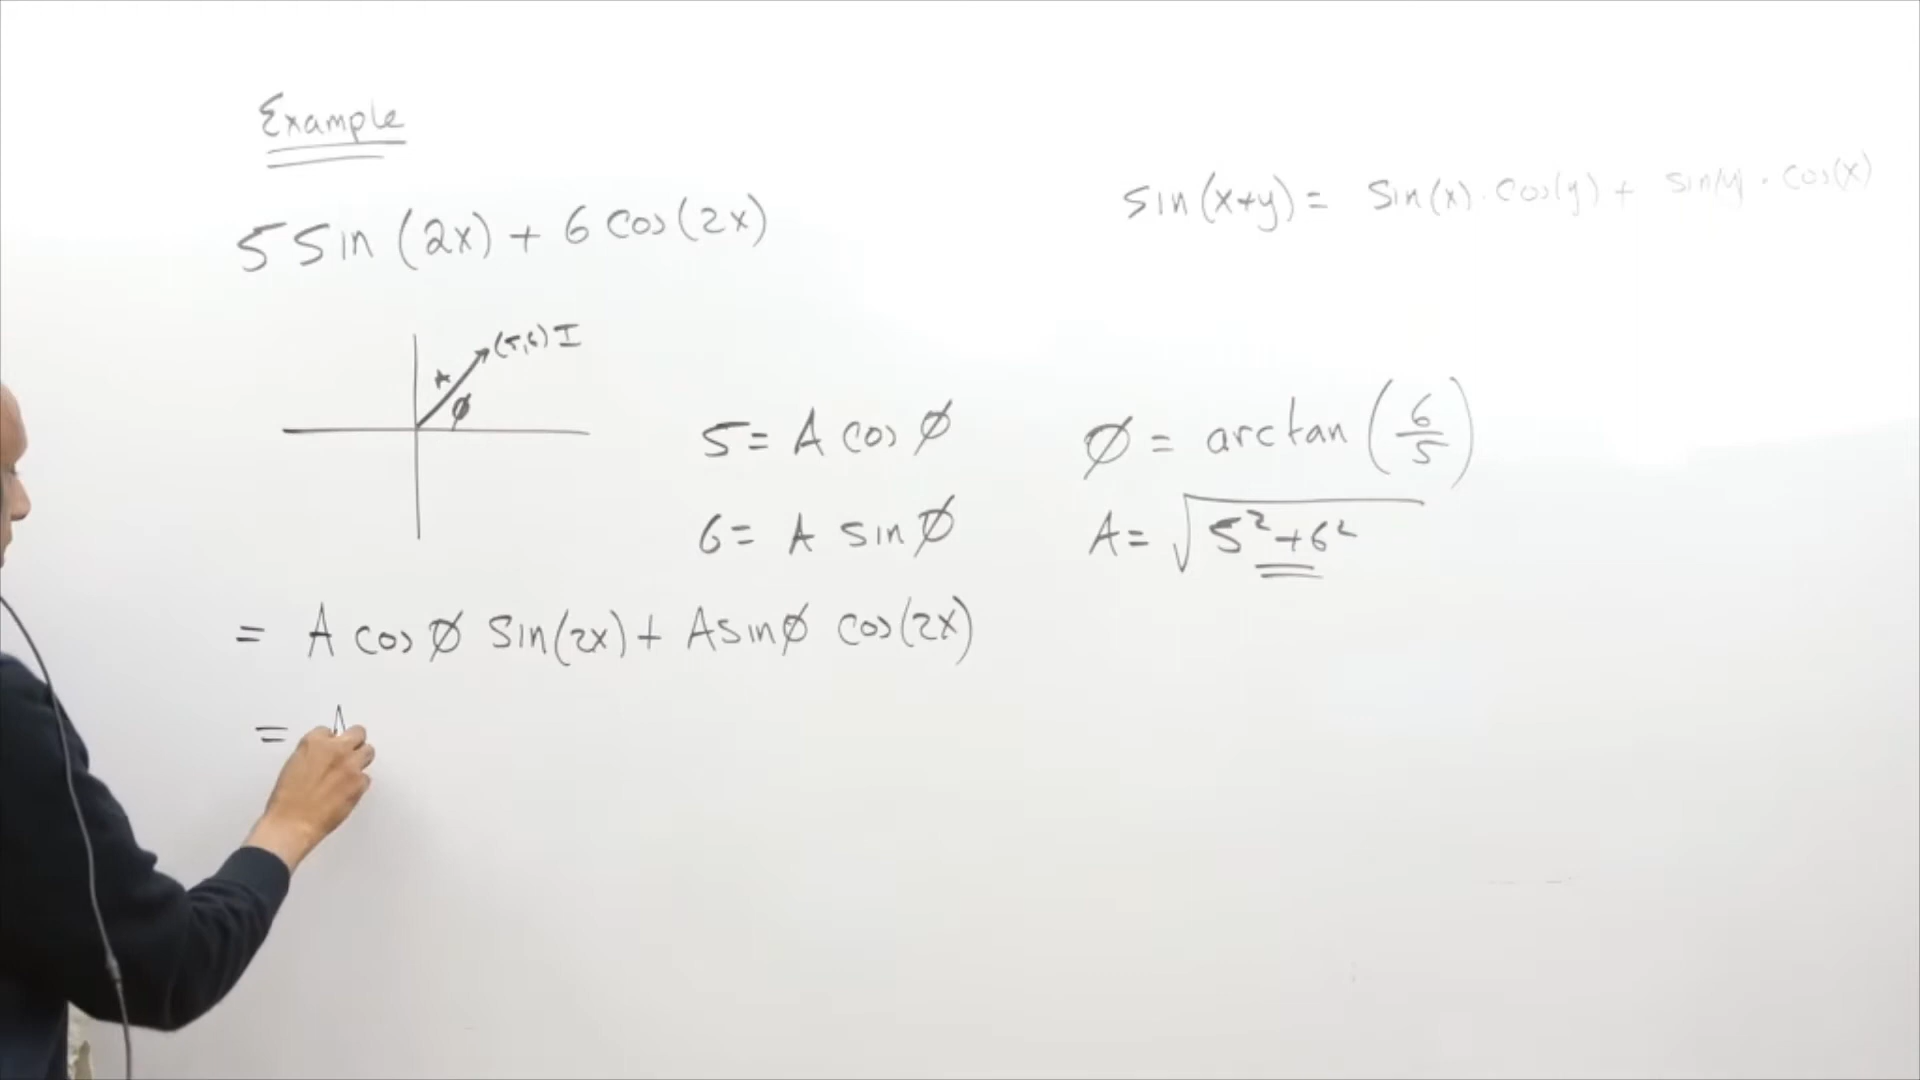 Example
5 sin (2x) + 6 cos(2x)
sin (x+y) = sin(x) · cos(y) + sin(y) · cos(x)
(5,6) I
A
ϕ
5 = A cos ϕ
ϕ = arctan (6/5)
6 = A sin ϕ
A = √(5² + 6²)
= A cos ϕ sin(2x) + A sin ϕ cos(2x)
= A